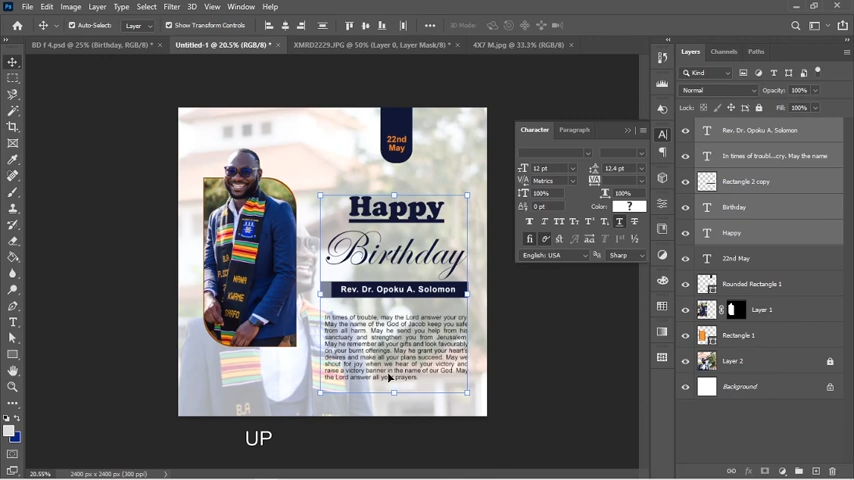 File Edit Image Layer Type Select Filter 3D View Window Help
Auto-Select: Layer Show Transform Controls 3D Mode:
BD f 4.psd @ 25% (Birthday, RGB/8) * Untitled-1 @ 20.5% (RGB/8) * XMRD2229.JPG @ 50% (Layer 0, Layer Mask/8) * 4X7 M.jpg @ 33.3% (RGB/8)
Layers Channels Paths
Kind
Normal Opacity: 100%
Lock: Fill: 100%
Rev. Dr. Opoku A. Solomon
In times of troubl...cry. May the name
Rectangle 2 copy
Birthday
Happy
22nd May
Rounded Rectangle 1
Layer 1
Rectangle 1
Layer 2
Background
Character Paragraph
12 pt 12.4 pt
Metrics
100% 100%
0 pt Color: ?
English: USA Sharp
22nd
May
Happy
Birthday
Rev. Dr. Opoku A. Solomon
In times of trouble, may the Lord answer your cry.
May the name of the God of Jacob keep you safe
from all harm. May he send you help from his
sanctuary and strengthen you from Jerusalem.
May he remember all your gifts and look favourably
on your burnt offerings. May he grant your heart's
desires and make all your plans succeed. May we
shout for joy when we hear of your victory and
raise a victory banner in the name of our God. May
the Lord answer all your prayers.
UP
20.55% 2400 px x 2400 px (300 ppi)